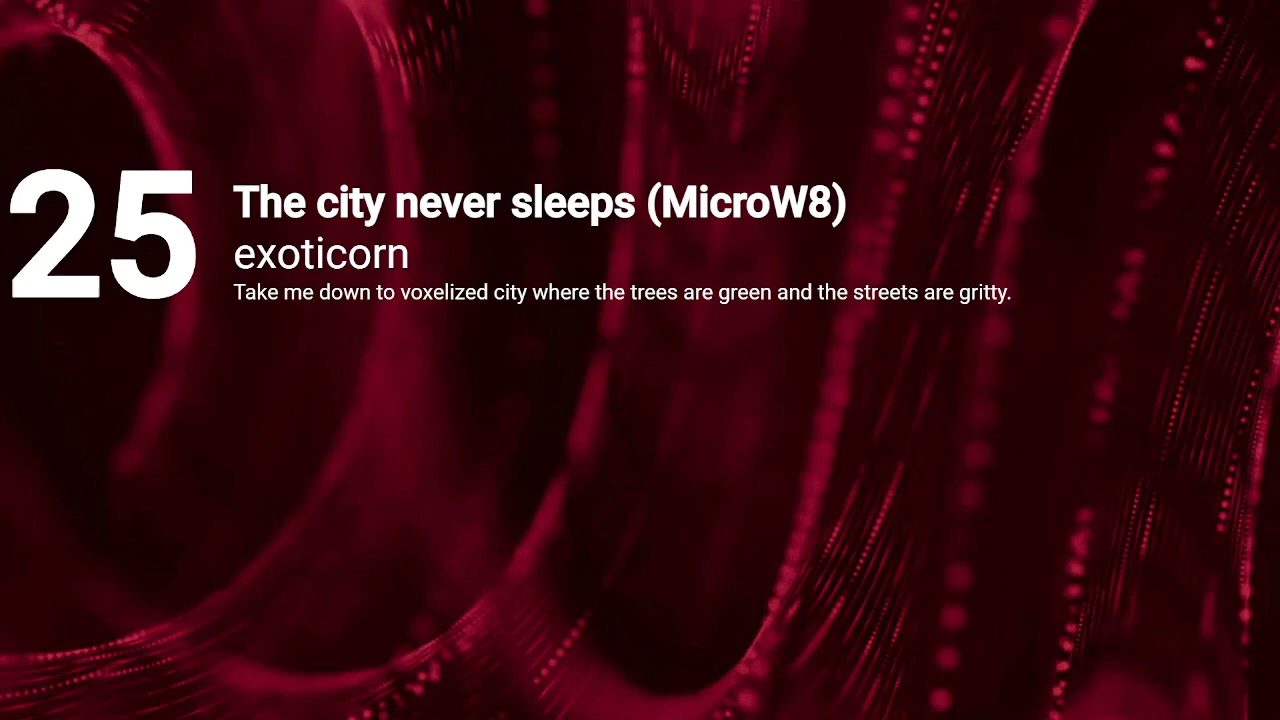 25
The city never sleeps (MicroW8)
exoticorn
Take me down to voxelized city where the trees are green and the streets are gritty.